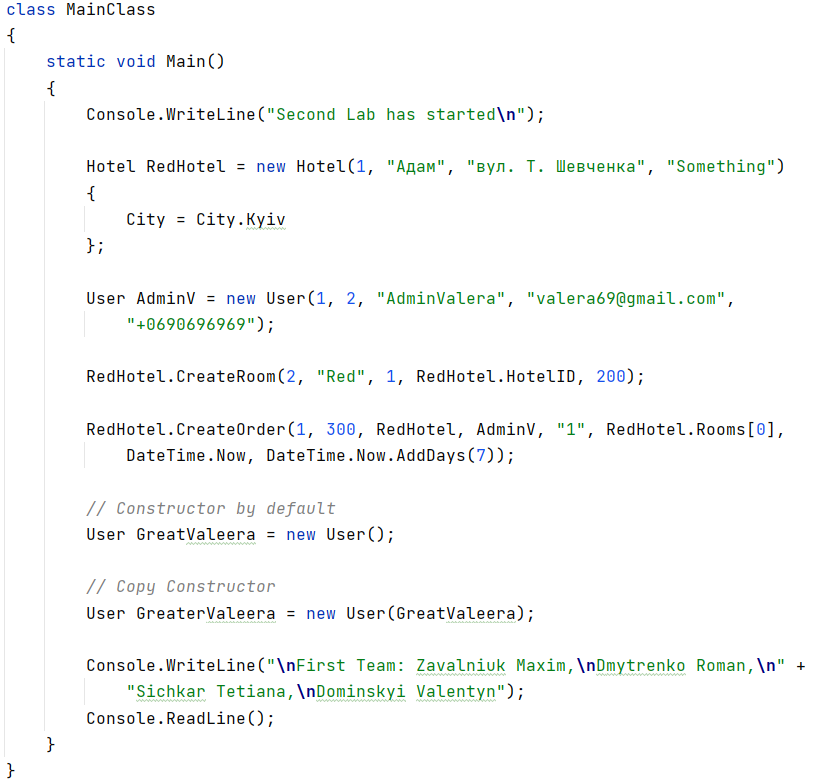 class MainClass
{
    static void Main()
    {
        Console.WriteLine("Second Lab has started\n");

        Hotel RedHotel = new Hotel(1, "Адам", "вул. Т. Шевченка", "Something")
        {
            City = City.Kyiv
        };

        User AdminV = new User(1, 2, "AdminValera", "valera69@gmail.com",
            "+0690696969");

        RedHotel.CreateRoom(2, "Red", 1, RedHotel.HotelID, 200);

        RedHotel.CreateOrder(1, 300, RedHotel, AdminV, "1", RedHotel.Rooms[0],
            DateTime.Now, DateTime.Now.AddDays(7));

        // Constructor by default
        User GreatValeera = new User();

        // Copy Constructor
        User GreaterValeera = new User(GreatValeera);

        Console.WriteLine("\nFirst Team: Zavalniuk Maxim,\nDmytrenko Roman,\n" +
            "Sichkar Tetiana,\nDominskyi Valentyn");
        Console.ReadLine();
    }
}